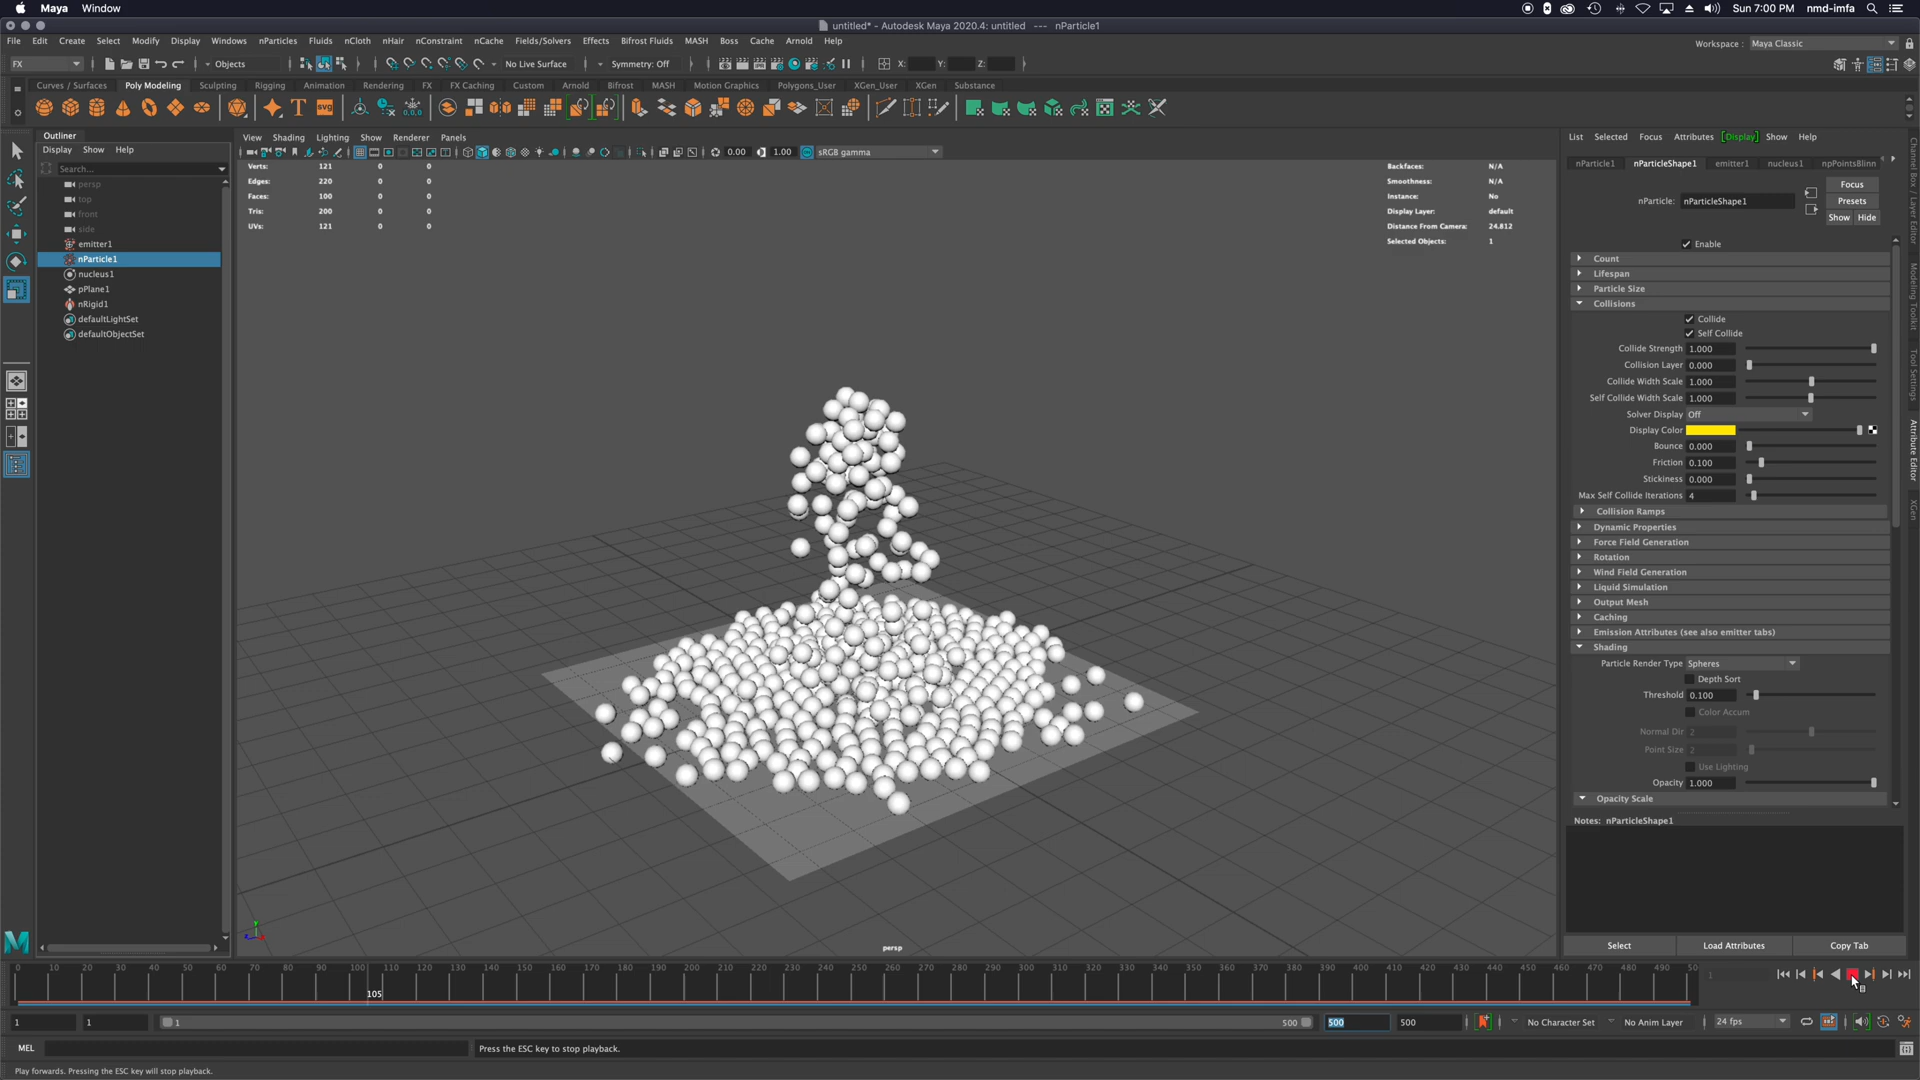 Maya Window Sun 7:00 PM nmd-imfa
untitled* - Autodesk Maya 2020.4: untitled --- nParticle1
File Edit Create Select Modify Display Windows nParticles Fluids nCloth nHair nConstraint nCache Fields/Solvers Effects Bifrost Fluids MASH Boss Cache Arnold Help Workspace : Maya Classic
FX Objects No Live Surface Symmetry: Off X: Y: Z:
Curves / Surfaces Poly Modeling Sculpting Rigging Animation Rendering FX FX Caching Custom Arnold Bifrost MASH Motion Graphics Polygons_User XGen_User XGen Substance
Outliner
Display Show Help
Search...
persp
top
front
side
emitter1
nParticle1
nucleus1
pPlane1
nRigid1
defaultLightSet
defaultObjectSet
View Shading Lighting Show Renderer Panels
0.00 1.00 sRGB gamma
Verts: 121 0 0
Edges: 220 0 0
Faces: 100 0 0
Tris: 200 0 0
UVs: 121 0 0
Backfaces: N/A
Smoothness: N/A
Instance: No
Display Layer: default
Distance From Camera: 24.812
Selected Objects: 1
persp
List Selected Focus Attributes Display Show Help
nParticle1 nParticleShape1 emitter1 nucleus1 npPointsBlinn
Focus
nParticle: nParticleShape1 Presets
Show Hide
Enable
Count
Lifespan
Particle Size
Collisions
Collide
Self Collide
Collide Strength 1.000
Collision Layer 0.000
Collide Width Scale 1.000
Self Collide Width Scale 1.000
Solver Display Off
Display Color
Bounce 0.000
Friction 0.100
Stickiness 0.000
Max Self Collide Iterations 4
Collision Ramps
Dynamic Properties
Force Field Generation
Rotation
Wind Field Generation
Liquid Simulation
Output Mesh
Caching
Emission Attributes (see also emitter tabs)
Shading
Particle Render Type Spheres
Depth Sort
Threshold 0.100
Color Accum
Normal Dir 2
Point Size 2
Use Lighting
Opacity 1.000
Opacity Scale
Notes: nParticleShape1
Select Load Attributes Copy Tab
Channel Box / Layer Editor
Modeling Toolkit
Tool Settings
Attribute Editor
XGen
0 10 20 30 40 50 60 70 80 90 100 110 120 130 140 150 160 170 180 190 200 210 220 230 240 250 260 270 280 290 300 310 320 330 340 350 360 370 380 390 400 410 420 430 440 450 460 470 480 490 50
105
1
1 1 1 500 500 500 No Character Set No Anim Layer 24 fps
MEL Press the ESC key to stop playback.
Play forwards. Pressing the ESC key will stop playback.